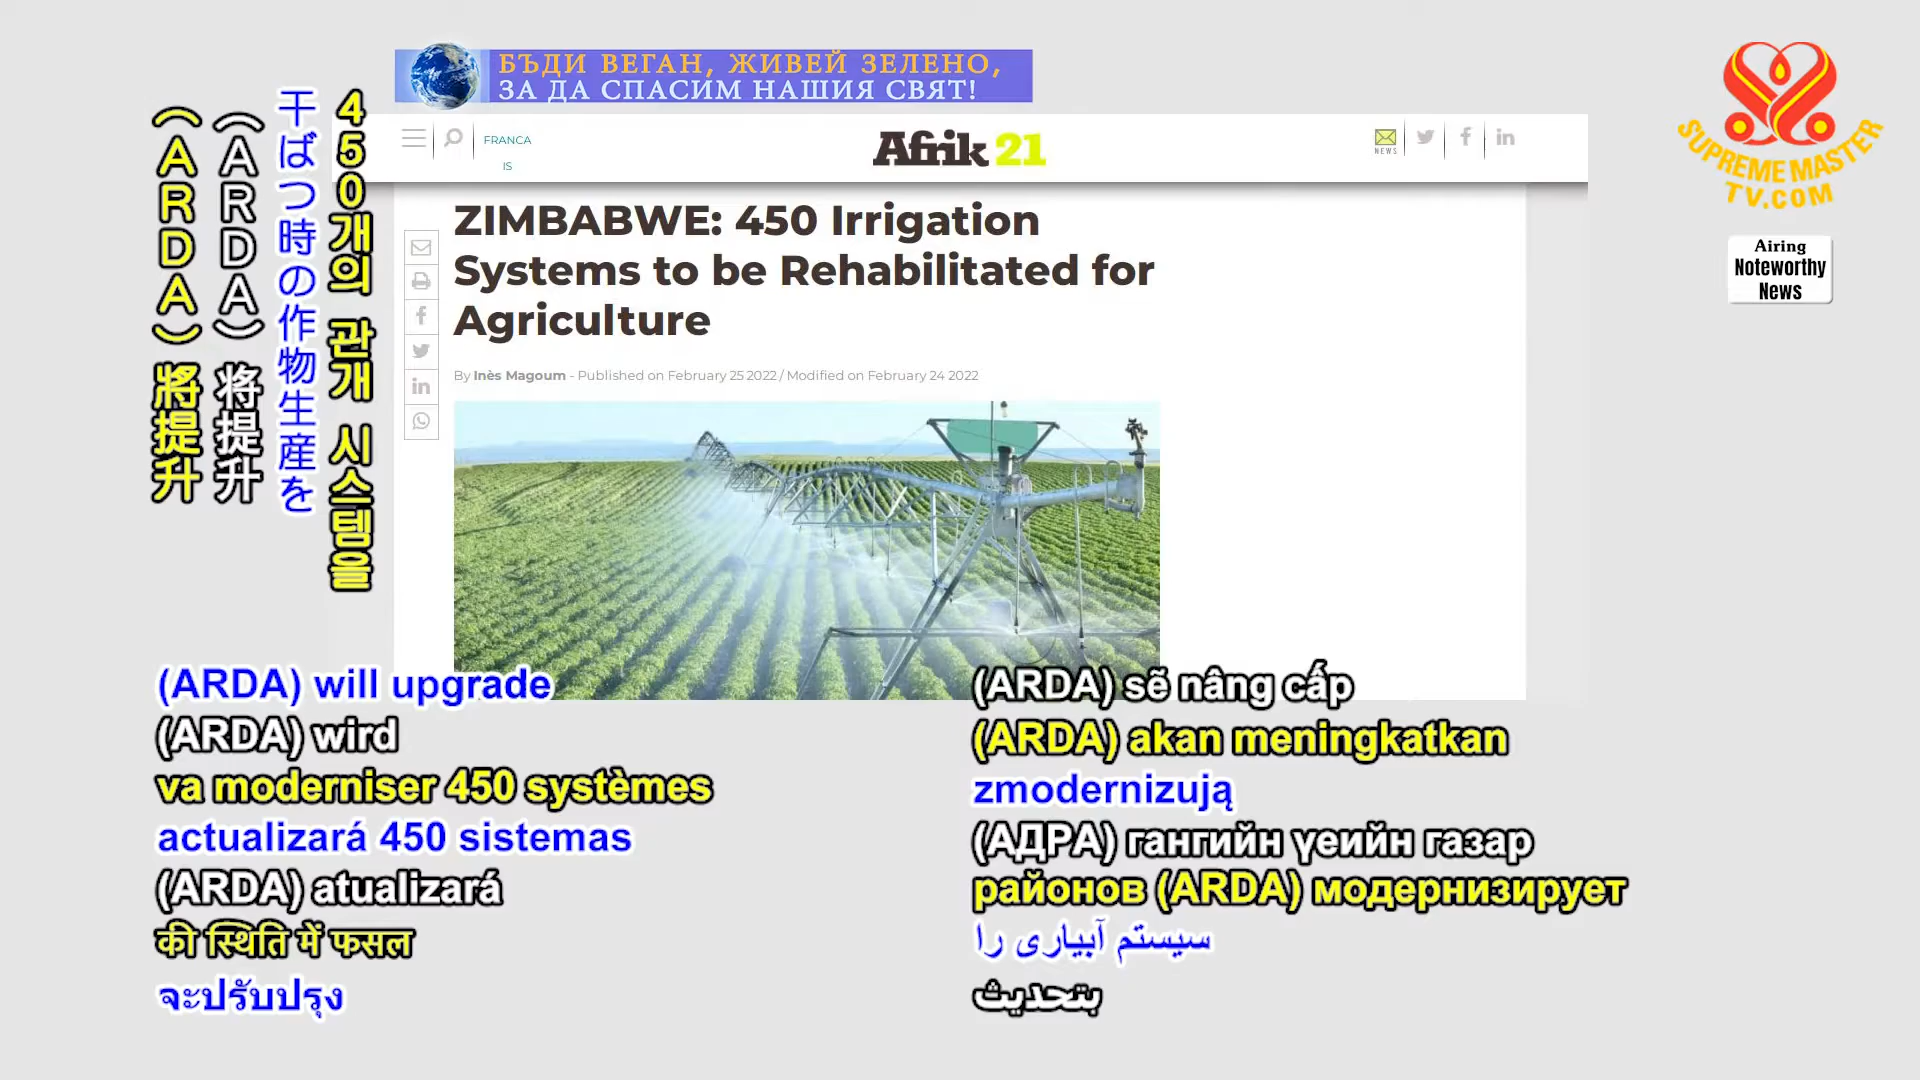 БЪДИ ВЕГАН, ЖИВЕЙ ЗЕЛЕНО,
ЗА ДА СПАСИМ НАШИЯ СВЯТ!
SUPREME MASTER
TV.COM
Airing
Noteworthy
News
FRANCA
IS
Afrik 21
NEWS
ZIMBABWE: 450 Irrigation
Systems to be Rehabilitated for
Agriculture
By Inès Magoum - Published on February 25 2022 / Modified on February 24 2022
450개의 관개 시스템을
干ばつ時の作物生産を
(ARDA)将提升
(ARDA)將提升
(ARDA) will upgrade
(ARDA) wird
va moderniser 450 systèmes
actualizará 450 sistemas
(ARDA) atualizará
की स्थिति में फसल
จะปรับปรุง
(ARDA) sẽ nâng cấp
(ARDA) akan meningkatkan
zmodernizują
(АДРА) гангийн үеийн газар
районов (ARDA) модернизирует
سیستم آبیاری را
بتحديث